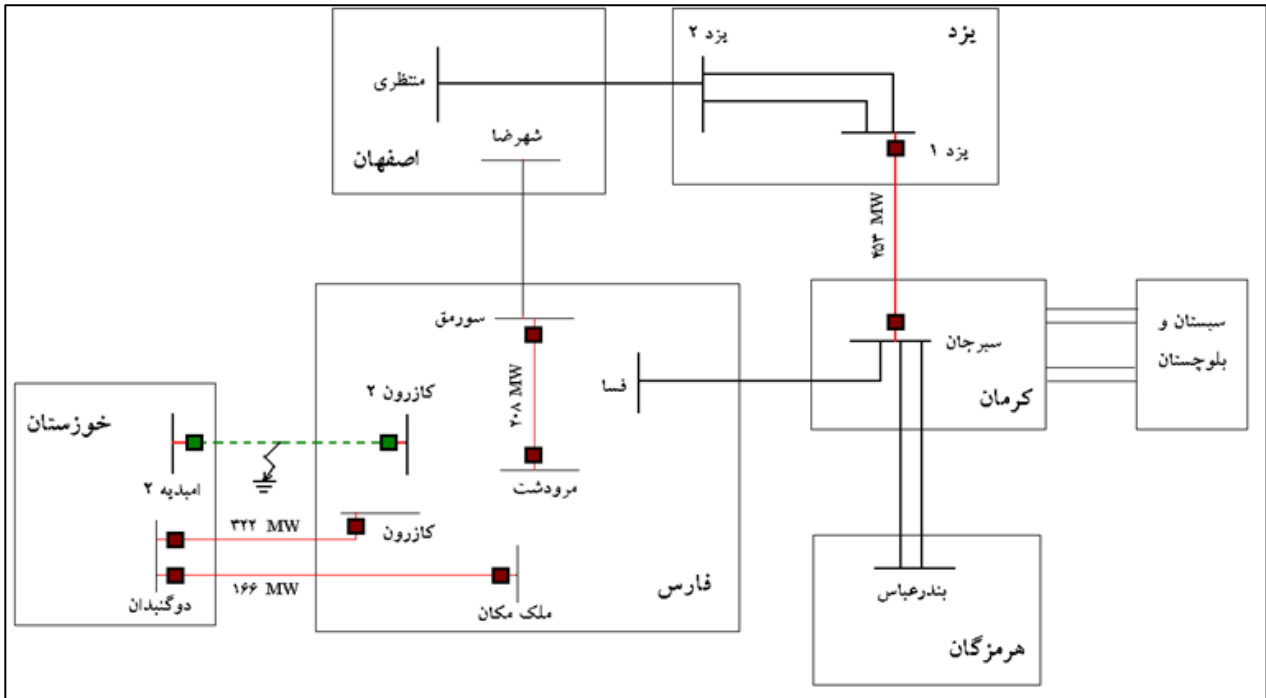 یزد
یزد ۲
منتظری
شهرضا
اصفهان
یزد ۱
۴۵۳ MW
سورمق
سیرجان
سیستان و
بلوچستان
کرمان
فسا
۲۰۸ MW
کازرون ۲
خوزستان
امیدیه ۲
مرودشت
۳۲۲ MW
کازرون
فارس
بندرعباس
۱۶۶ MW
دوگنبدان
ملک مکان
هرمزگان